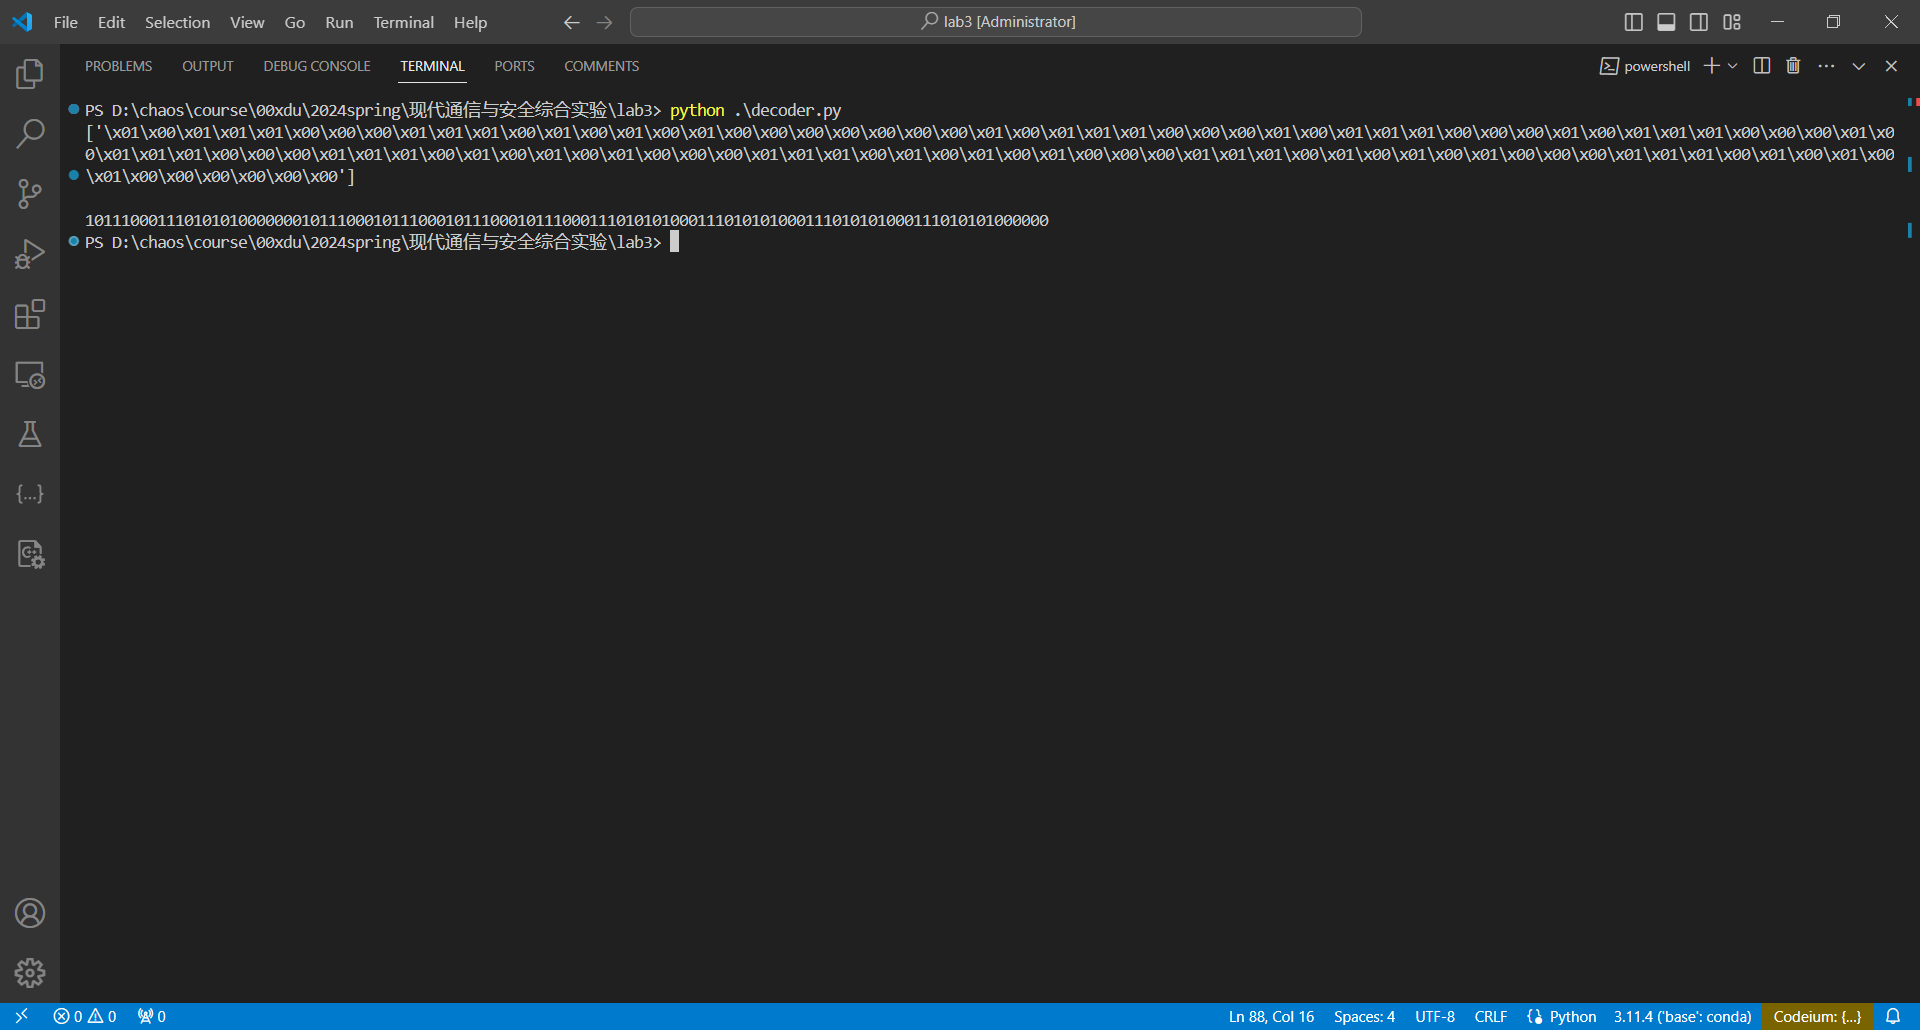 File Edit Selection View Go Run Terminal Help
lab3 [Administrator]
PROBLEMS OUTPUT DEBUG CONSOLE TERMINAL PORTS COMMENTS
powershell
PS D:\chaos\course\00xdu\2024spring\现代通信与安全综合实验\lab3> python .\decoder.py
['\x01\x00\x01\x01\x01\x00\x00\x00\x01\x01\x01\x00\x01\x00\x01\x00\x01\x00\x00\x00\x00\x00\x00\x00\x01\x00\x01\x01\x01\x00\x00\x00\x01\x00\x01\x01\x01\x00\x00\x00\x01\x00\x01\x01\x01\x00\x00\x00\x01\x0
0\x01\x01\x01\x00\x00\x00\x01\x01\x01\x00\x01\x00\x01\x00\x01\x00\x00\x00\x01\x01\x01\x00\x01\x00\x01\x00\x01\x00\x00\x00\x01\x01\x01\x00\x01\x00\x01\x00\x01\x00\x00\x00\x01\x01\x01\x00\x01\x00\x01\x00
\x01\x00\x00\x00\x00\x00\x00']
10111000111010101000000010111000101110001011100010111000111010101000111010101000111010101000111010101000000
PS D:\chaos\course\00xdu\2024spring\现代通信与安全综合实验\lab3>
0 0 0 Ln 88, Col 16 Spaces: 4 UTF-8 CRLF Python 3.11.4 ('base': conda) Codeium: {...}